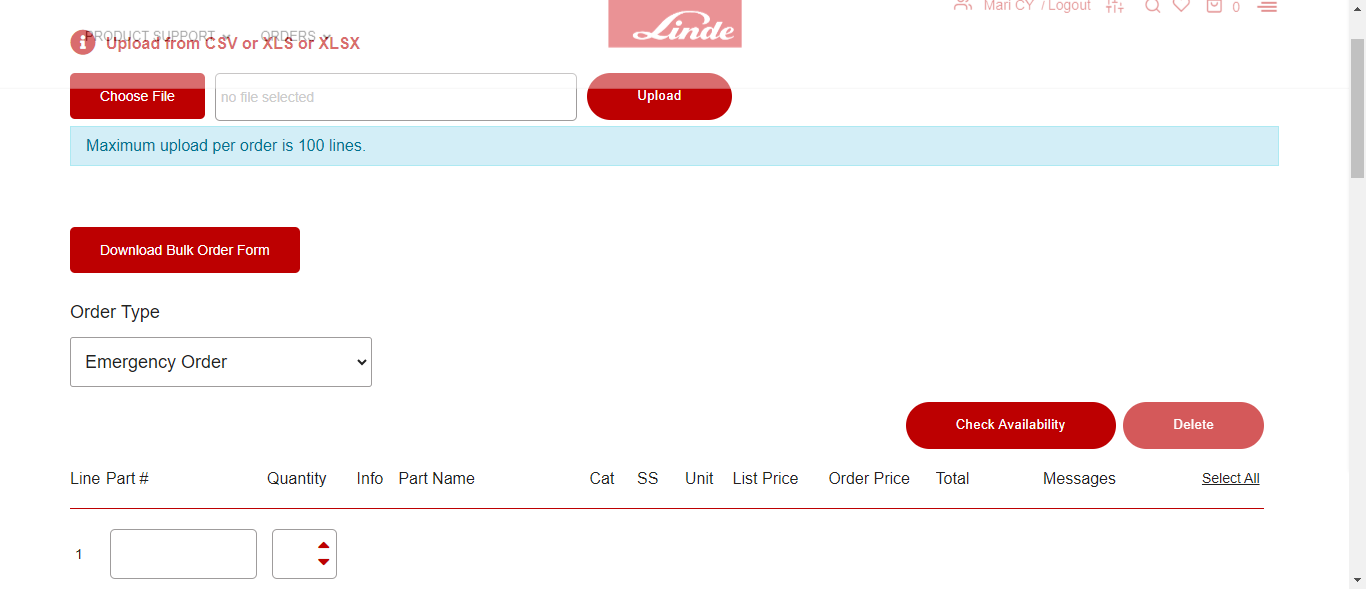 Mari CY / Logout
0
Linde
PRODUCT SUPPORT
ORDERS
Upload from CSV or XLS or XLSX
Choose File
no file selected
Upload
Maximum upload per order is 100 lines.
Download Bulk Order Form
Order Type
Emergency Order
Check Availability
Delete
Line Part # Quantity Info Part Name Cat SS Unit List Price Order Price Total Messages Select All
1